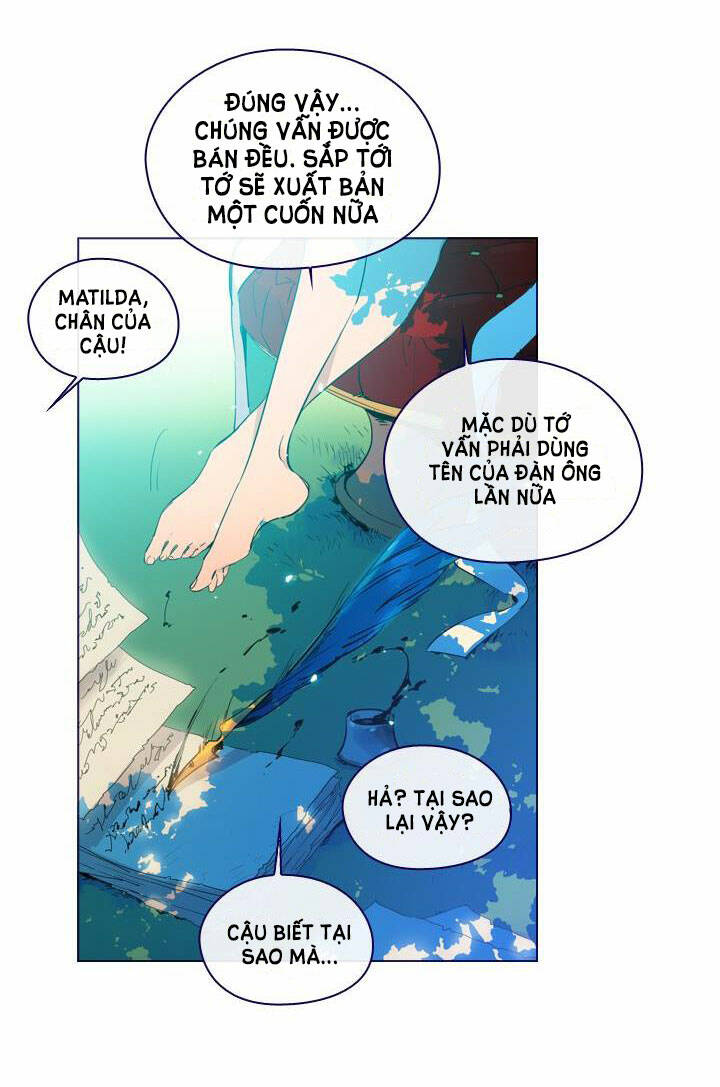 ĐÚNG VẬY...
CHÚNG VẪN ĐƯỢC
BÁN ĐỀU. SẮP TỚI
TỚ SẼ XUẤT BẢN
MỘT CUỐN NỮA
MATILDA,
CHÂN CỦA
CẬU!
MẶC DÙ TỚ
VẪN PHẢI DÙNG
TÊN CỦA ĐÀN ÔNG
LẦN NỮA
HẢ? TẠI SAO
LẠI VẬY?
CẬU BIẾT TẠI
SAO MÀ...